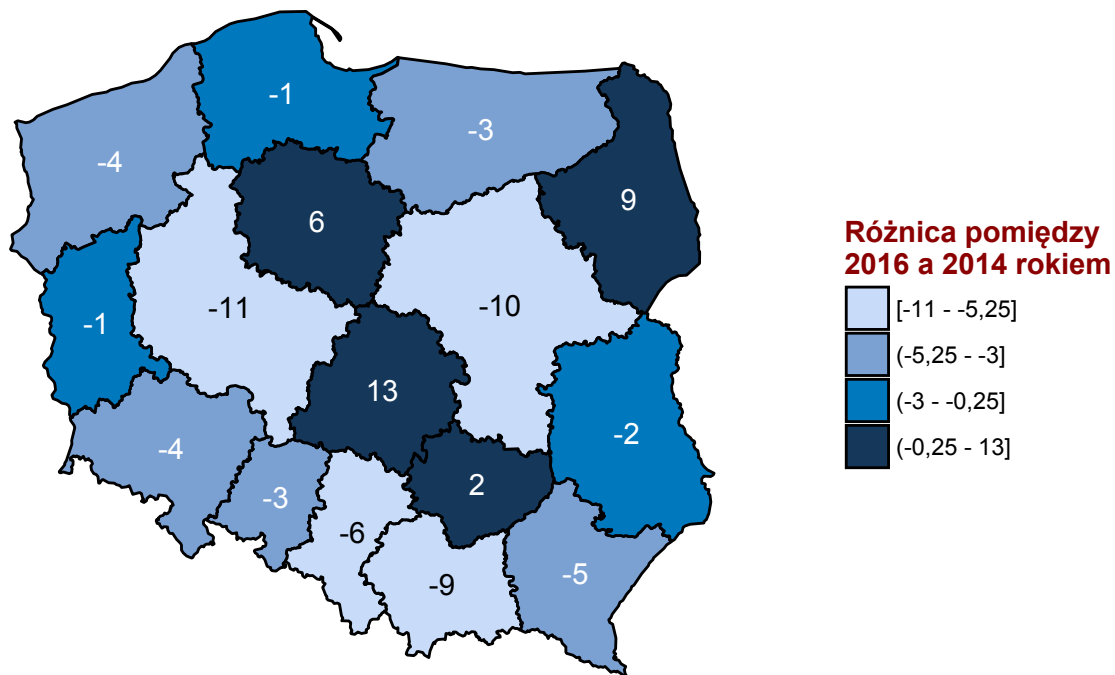 -1
-3
-4
9
6
-11
-10
-1
13
-2
-4
2
-3
-6
-9
-5
Różnica pomiędzy
2016 a 2014 rokiem
[-11 - -5,25]
(-5,25 - -3]
(-3 - -0,25]
(-0,25 - 13]